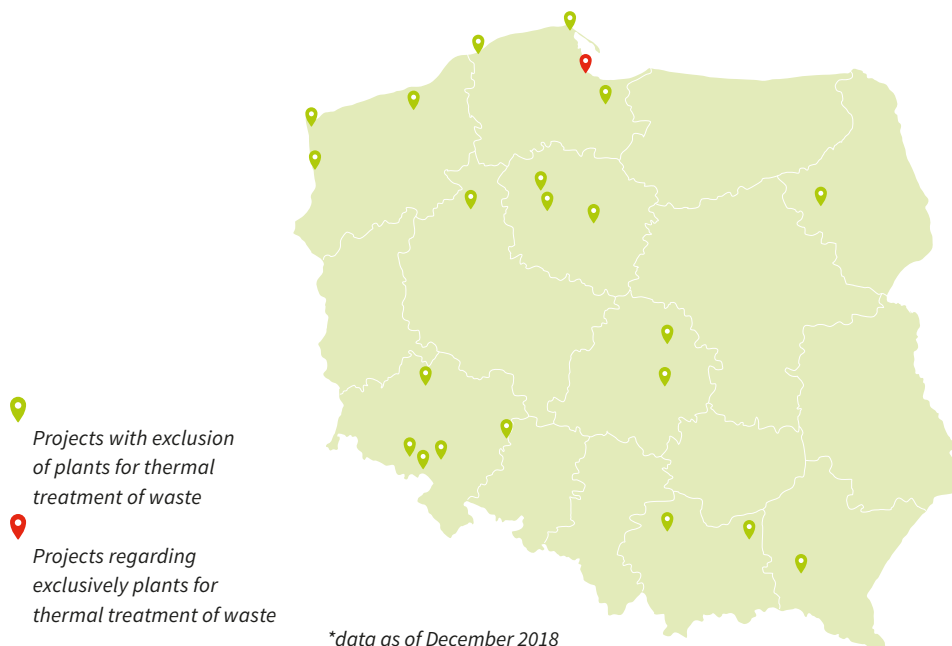 Projects with exclusion
of plants for thermal
treatment of waste
Projects regarding
exclusively plants for
thermal treatment of waste
*data as of December 2018